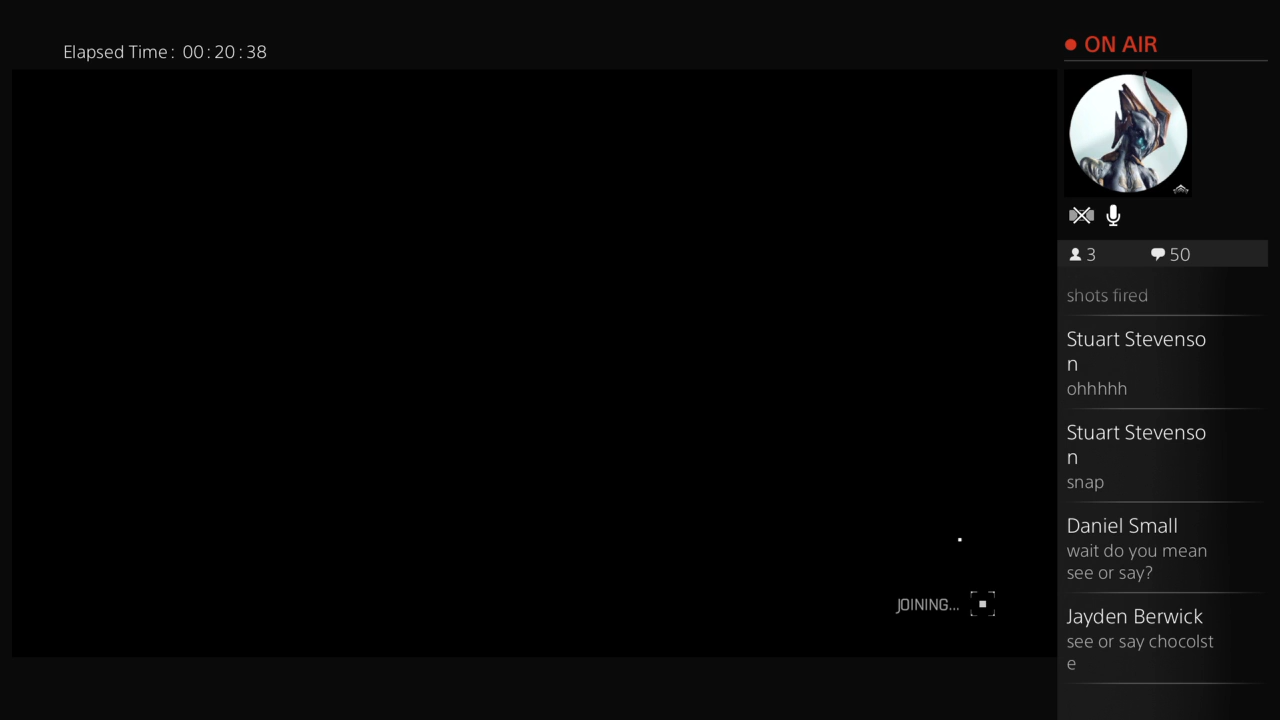 Elapsed Time: 00:20:38
ON AIR
3 50
shots fired
Stuart Stevenso
n
ohhhhh
Stuart Stevenso
n
snap
Daniel Small
wait do you mean
see or say?
Jayden Berwick
see or say chocolst
e
JOINING...